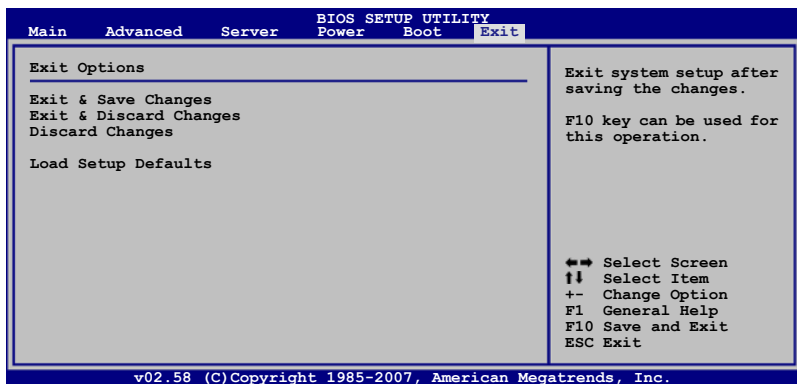 BIOS SETUP UTILITY
Main Advanced Server Power Boot Exit
Exit Options
Exit & Save Changes
Exit & Discard Changes
Discard Changes
Load Setup Defaults
Exit system setup after
saving the changes.
F10 key can be used for
this operation.
←→ Select Screen
↑↓ Select Item
+- Change Option
F1 General Help
F10 Save and Exit
ESC Exit
v02.58 (C)Copyright 1985-2007, American Megatrends, Inc.